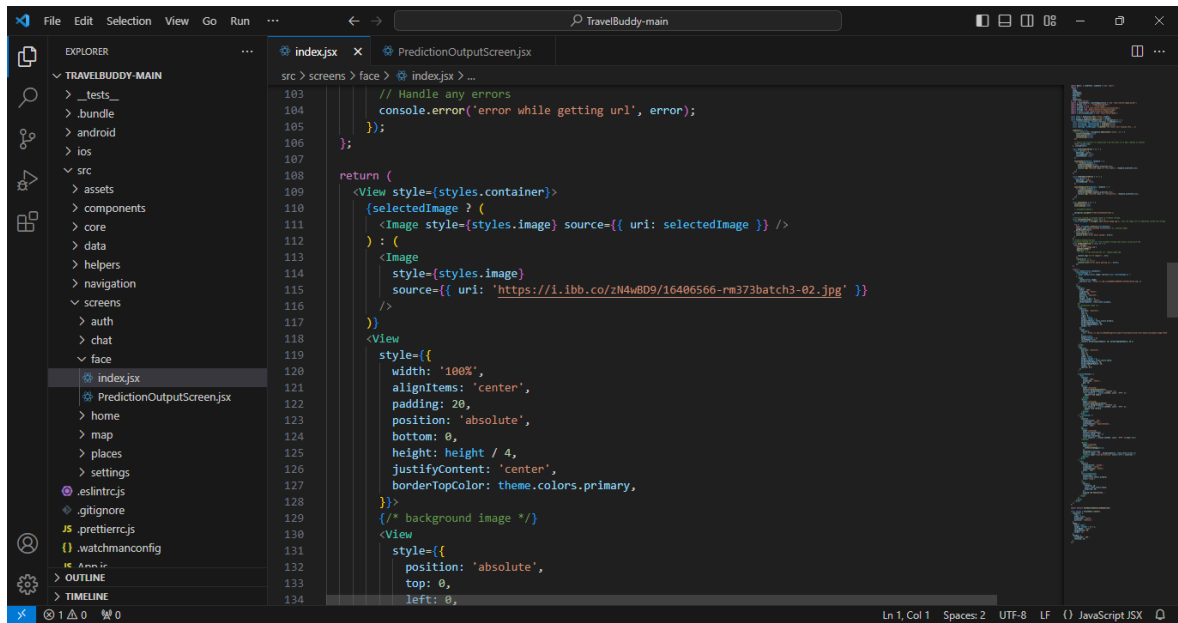 File Edit Selection View Go Run ···
TravelBuddy-main
EXPLORER
TRAVELBUDDY-MAIN
__tests__
.bundle
android
ios
src
assets
components
core
data
helpers
navigation
screens
auth
chat
face
index.jsx
PredictionOutputScreen.jsx
home
map
places
settings
.eslintrc.js
.gitignore
JS .prettierrc.js
{} .watchmanconfig
JS App.js
OUTLINE
TIMELINE
index.jsx
PredictionOutputScreen.jsx
src > screens > face > index.jsx > ...
103 // Handle any errors
104 console.error('error while getting url', error);
105 });
106 };
107
108 return (
109 <View style={styles.container}>
110 {selectedImage ? (
111 <Image style={styles.image} source={{ uri: selectedImage }} />
112 ) : (
113 <Image
114 style={styles.image}
115 source={{ uri: 'https://i.ibb.co/zN4wBD9/16406566-rm373batch3-02.jpg' }}
116 />
117 )}
118 <View
119 style={{
120 width: '100%',
121 alignItems: 'center',
122 padding: 20,
123 position: 'absolute',
124 bottom: 0,
125 height: height / 4,
126 justifyContent: 'center',
127 borderTopColor: theme.colors.primary,
128 }}>
129 {/* background image */}
130 <View
131 style={{
132 position: 'absolute',
133 top: 0,
134 left: 0,
1 0 0
Ln 1, Col 1 Spaces: 2 UTF-8 LF {} JavaScript JSX